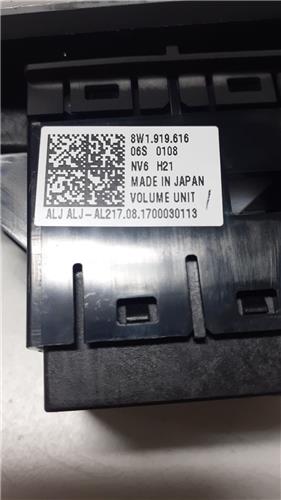 8W1.919.616
06S 0108
NV6 H21
MADE IN JAPAN
VOLUME UNIT
ALJ ALJ-AL217.08.1700030113